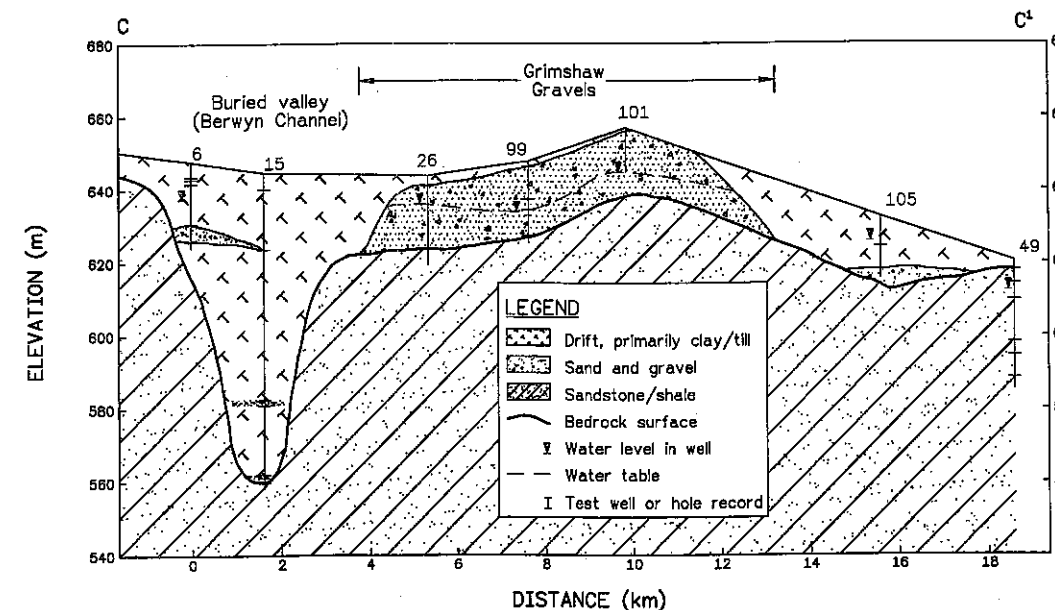 C
C¹
680
660
640
620
600
580
560
540
ELEVATION (m)
Grimshaw
Gravels
Buried valley
(Berwyn Channel)
6
15
26
99
101
105
49
LEGEND
Drift, primarily clay/till
Sand and gravel
Sandstone/shale
Bedrock surface
Water level in well
Water table
Test well or hole record
0
2
4
6
8
10
12
14
16
18
DISTANCE (km)